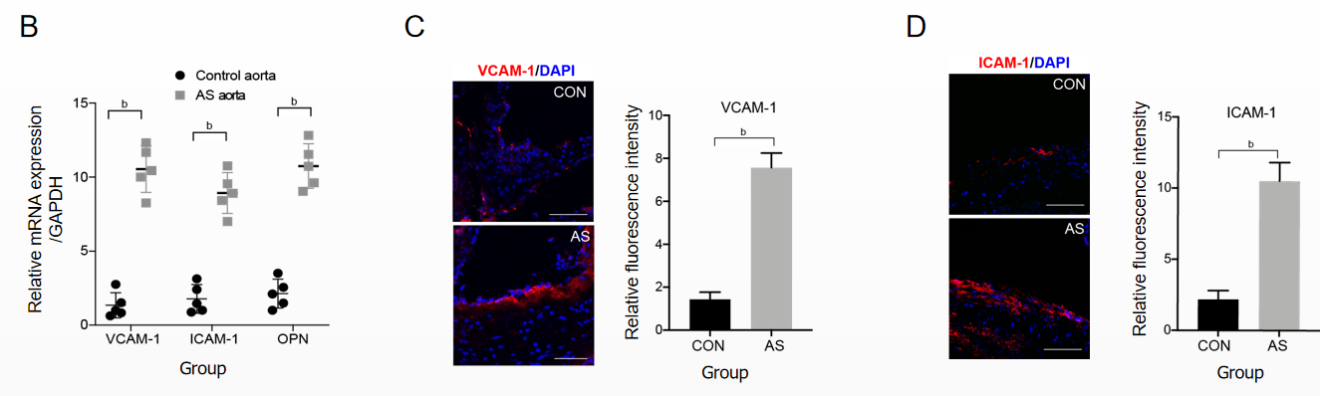 B
Control aorta
AS aorta
Relative mRNA expression
/GAPDH
15
10
5
0
b
b
b
VCAM-1
ICAM-1
OPN
Group
C
VCAM-1/DAPI
CON
AS
VCAM-1
Relative fluorescence intensity
10
8
6
4
2
0
b
CON
AS
Group
D
ICAM-1/DAPI
CON
AS
ICAM-1
Relative fluorescence intensity
15
10
5
0
b
CON
AS
Group